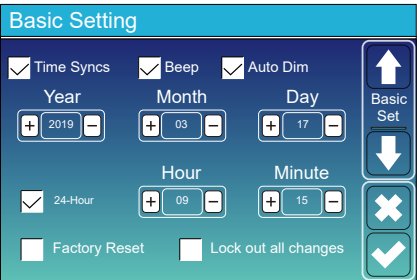 Basic Setting
Time Syncs Beep Auto Dim
Year Month Day
Basic Set
+ 2019 − + 03 − + 17 −
Hour Minute
24-Hour + 09 − + 15 −
Factory Reset Lock out all changes